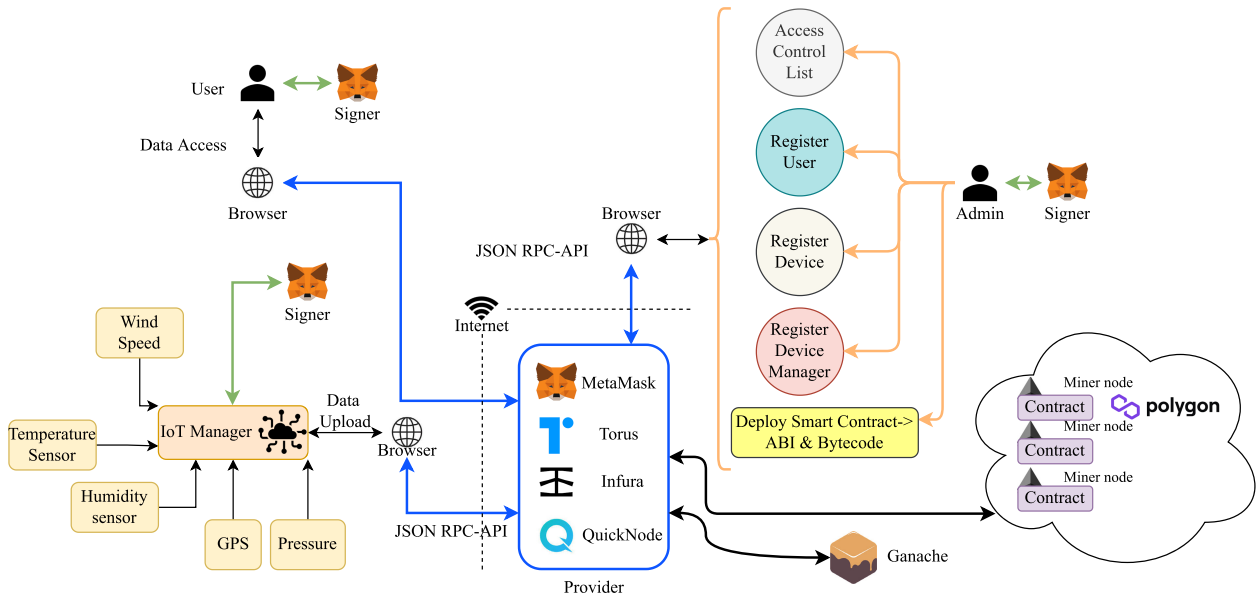 User
Signer
Data Access
Browser
Signer
Wind
Speed
Temperature
Sensor
Humidity
sensor
GPS
Pressure
IoT Manager
Data
Upload
Browser
JSON RPC-API
Internet
JSON RPC-API
Browser
MetaMask
Torus
Infura
QuickNode
Provider
Access
Control
List
Register
User
Register
Device
Register
Device
Manager
Deploy Smart Contract->
ABI & Bytecode
Admin
Signer
Miner node
Contract
polygon
Miner node
Contract
Miner node
Contract
Ganache